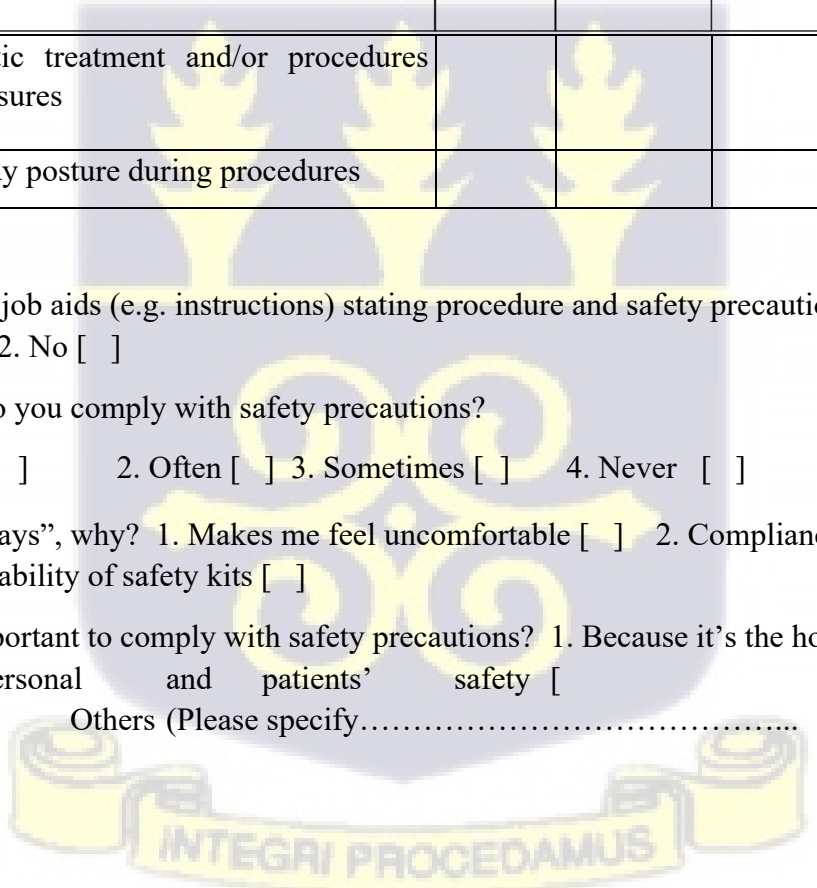 tic treatment and/or procedures
sures
y posture during procedures
job aids (e.g. instructions) stating procedure and safety precauti
2. No [ ]
o you comply with safety precautions?
] 2. Often [ ] 3. Sometimes [ ] 4. Never [ ]
ays”, why? 1. Makes me feel uncomfortable [ ] 2. Complianc
ability of safety kits [ ]
portant to comply with safety precautions? 1. Because it’s the ho
ersonal and patients’ safety [
Others (Please specify……………………………………...
INTEGRI PROCEDAMUS